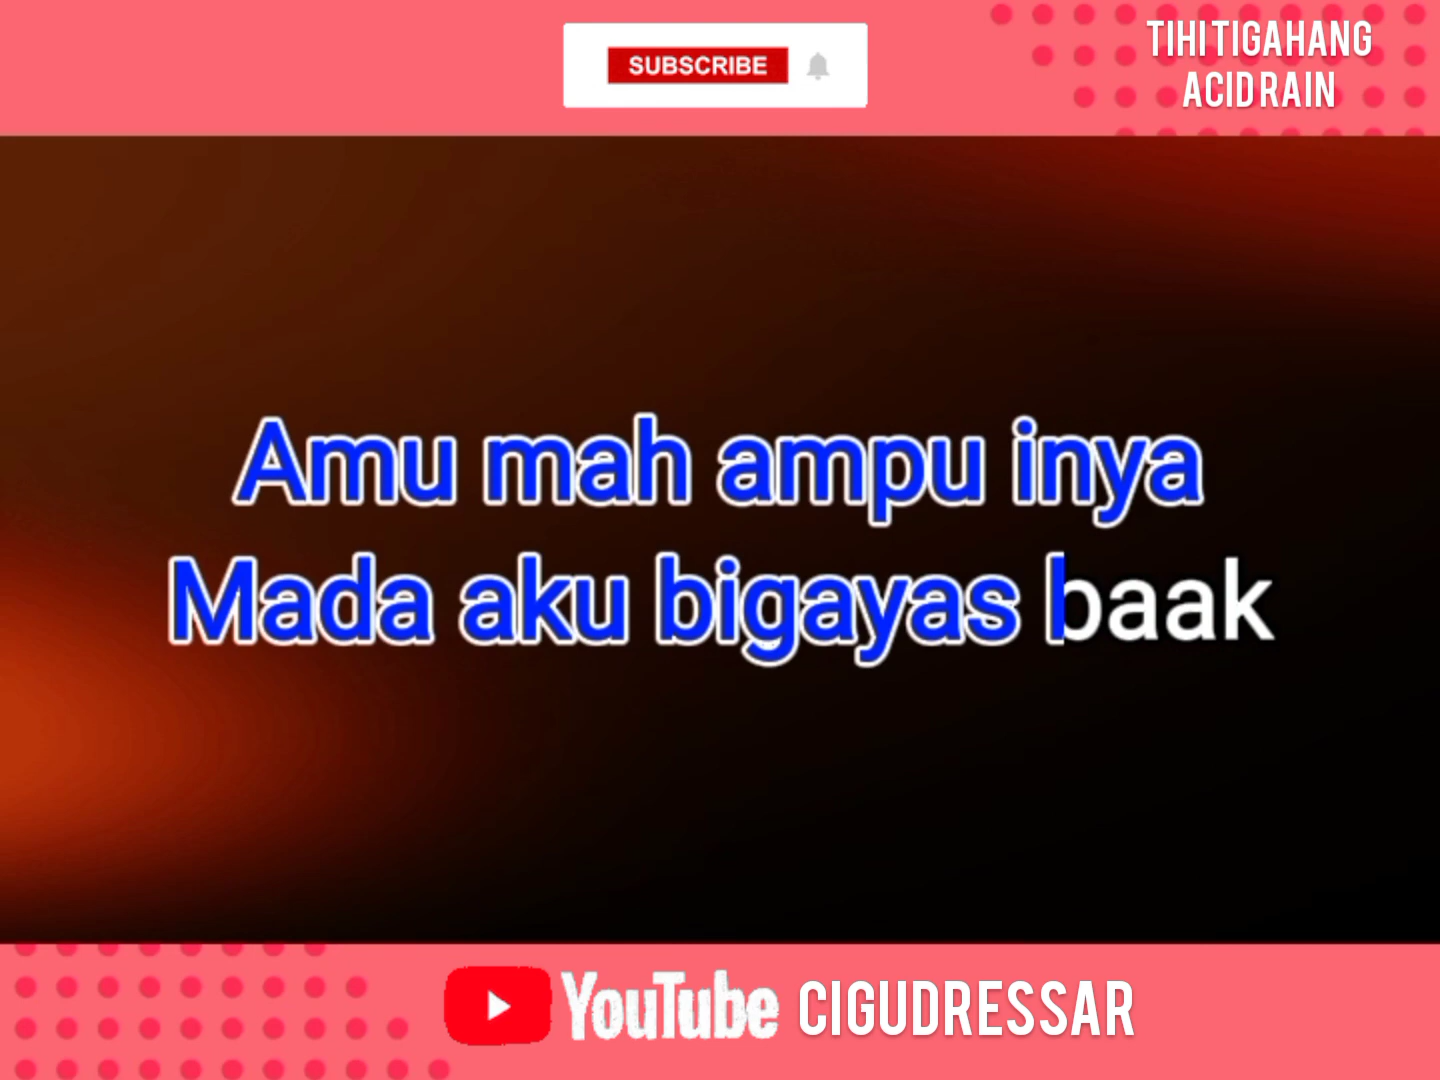 SUBSCRIBE
TIHI TIGAHANG
ACID RAIN
Amu mah ampu inya
Mada aku bigayas baak
YouTube CIGUDRESSAR